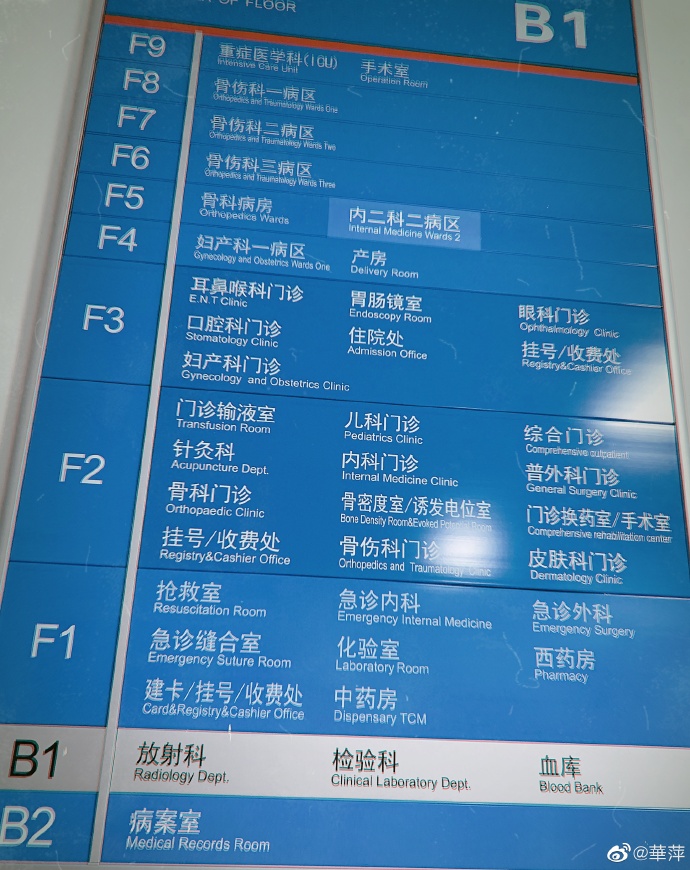 OF FLOOR
B1
F9
重症医学科(ICU)
Intensive Care Unit
手术室
Operation Room
F8
骨伤科一病区
Orthopedics and Traumatology Wards One
F7
骨伤科二病区
Orthopedics and Traumatology Wards Two
F6
骨伤科三病区
Orthopedics and Traumatology Wards Three
F5
骨科病房
Orthopedics Wards
内二科二病区
Internal Medicine Wards 2
F4
妇产科一病区
Gynecology and Obstetrics Wards One
产房
Delivery Room
F3
耳鼻喉科门诊
E.N.T Clinic
胃肠镜室
Endoscopy Room
眼科门诊
Ophthalmology Clinic
口腔科门诊
Stomatology Clinic
住院处
Admission Office
挂号/收费处
Registry&Cashier Office
妇产科门诊
Gynecology and Obstetrics Clinic
F2
门诊输液室
Transfusion Room
儿科门诊
Pediatrics Clinic
综合门诊
Comprehensive outpatient
针灸科
Acupuncture Dept.
内科门诊
Internal Medicine Clinic
普外科门诊
General Surgery Clinic
骨科门诊
Orthopaedic Clinic
骨密度室/诱发电位室
Bone Density Room&Evoked Potential Room
门诊换药室/手术室
Comprehensive rehabilitation center
挂号/收费处
Registry&Cashier Office
骨伤科门诊
Orthopedics and Traumatology Clinic
皮肤科门诊
Dermatology Clinic
F1
抢救室
Resuscitation Room
急诊内科
Emergency Internal Medicine
急诊外科
Emergency Surgery
急诊缝合室
Emergency Suture Room
化验室
Laboratory Room
西药房
Pharmacy
建卡/挂号/收费处
Card&Registry&Cashier Office
中药房
Dispensary TCM
B1
放射科
Radiology Dept.
检验科
Clinical Laboratory Dept.
血库
Blood Bank
B2
病案室
Medical Records Room
@華萍